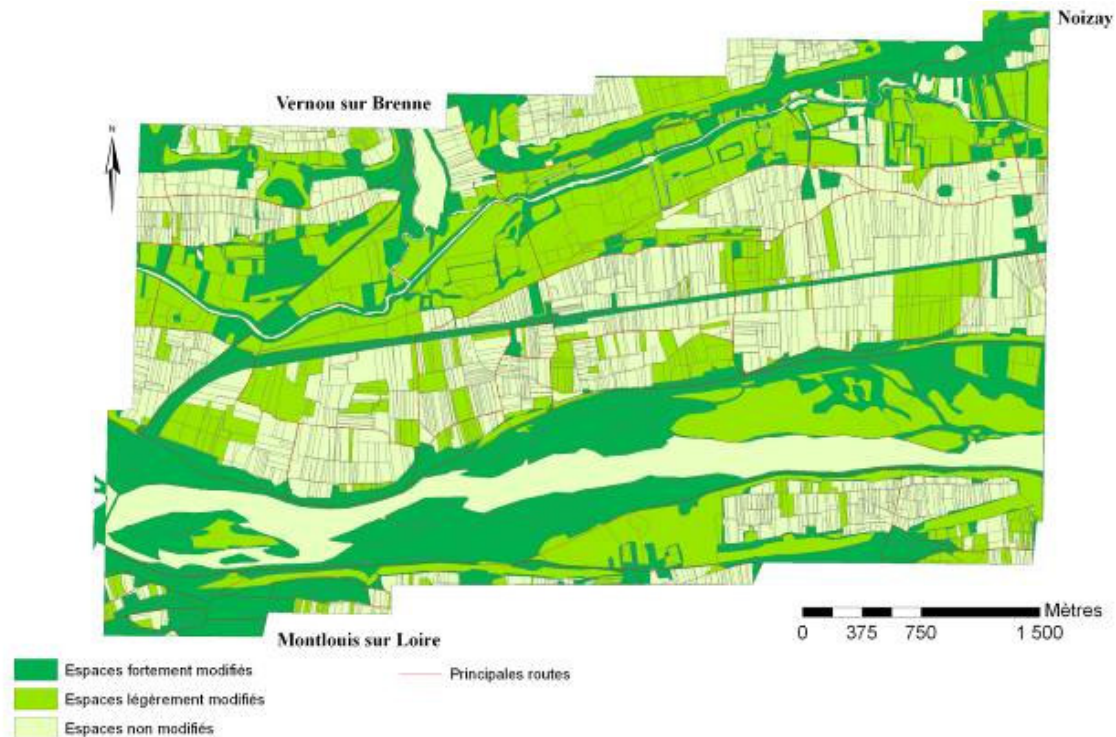 Noizay
Vernou sur Brenne
N
Mètres
0 375 750 1 500
Montlouis sur Loire
Espaces fortement modifiés
Principales routes
Espaces légérement modifiés
Espaces non modifiés